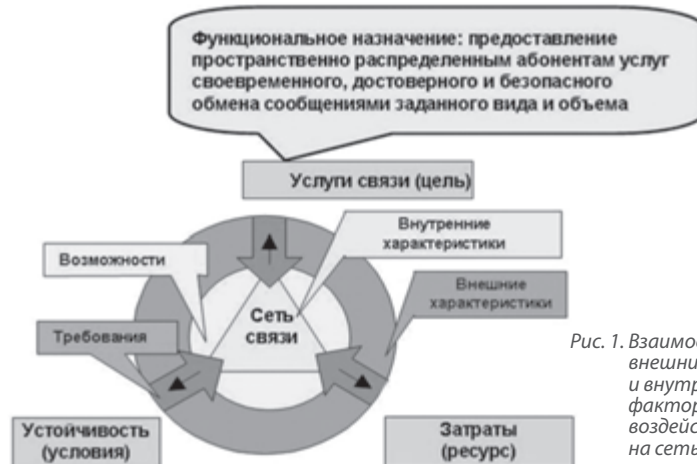 Функциональное назначение: предоставление
пространственно распределенным абонентам услуг
своевременного, достоверного и безопасного
обмена сообщениями заданного вида и объема
Услуги связи (цель)
Внутренние
характеристики
Возможности
Внешние
характеристики
Сеть
связи
Требования
Рис. 1.
внешни
и внутр
фактор
воздейс
на сеть
Устойчивость
(условия)
Затраты
(ресурс)